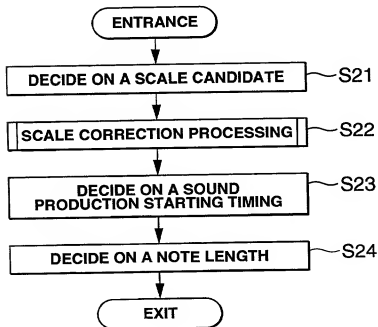 ENTRANCE
DECIDE ON A SCALE CANDIDATE
S21
SCALE CORRECTION PROCESSING
S22
DECIDE ON A SOUND
PRODUCTION STARTING TIMING
S23
DECIDE ON A NOTE LENGTH
S24
EXIT